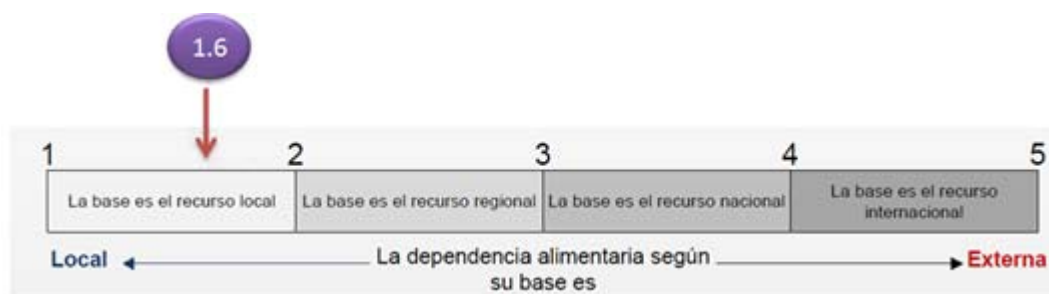 1.6
1 2 3 4 5
La base es el recurso local La base es el recurso regional La base es el recurso nacional La base es el recurso
internacional
Local La dependencia alimentaria según Externa
su base es